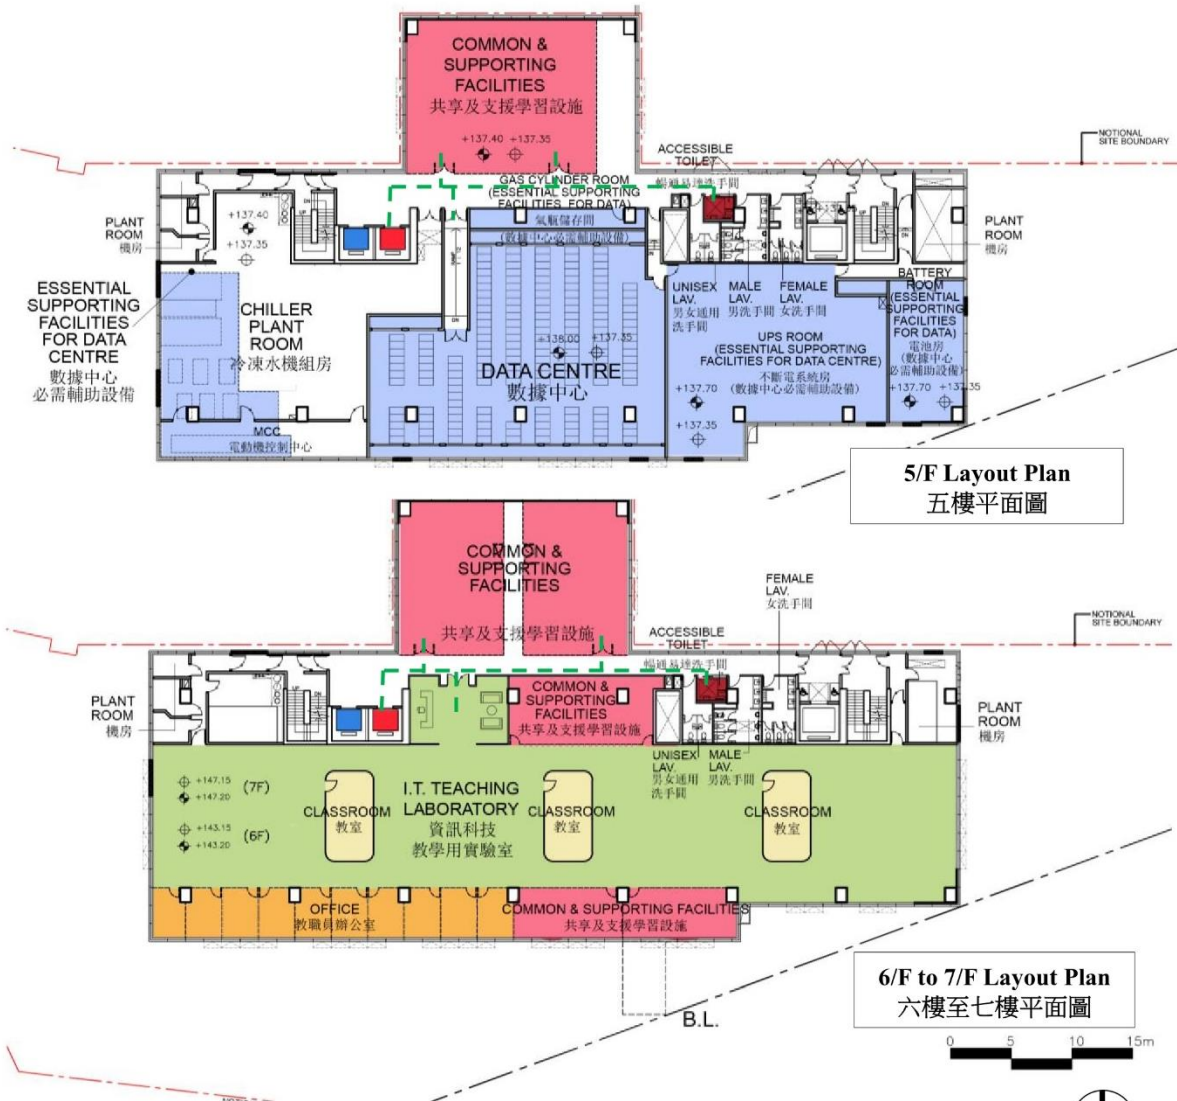 COMMON &
SUPPORTING
FACILITIES
共享及支援學習設施
+137.40
+137.35
NOTIONAL
SITE BOUNDARY
ACCESSIBLE
TOILET
暢通易達洗手間
GAS CYLINDER ROOM
(ESSENTIAL SUPPORTING
FACILITIES FOR DATA)
氣瓶儲存間
(數據中心必需輔助設備)
PLANT
ROOM
機房
+137.40
+137.35
UP
DN
DN
PLANT
ROOM
機房
ESSENTIAL
SUPPORTING
FACILITIES
FOR DATA
CENTRE
數據中心
必需輔助設備
CHILLER
PLANT
ROOM
冷凍水機組房
MCC
電動機控制中心
+138.00
+137.35
DATA CENTRE
數據中心
UNISEX
LAV.
男女通用
洗手間
MALE
LAV.
男洗手間
FEMALE
LAV.
女洗手間
UPS ROOM
(ESSENTIAL SUPPORTING
FACILITIES FOR DATA CENTRE)
不斷電系統房
(數據中心必需輔助設備)
+137.70
+137.35
BATTERY
ROOM
(ESSENTIAL
SUPPORTING
FACILITIES
FOR DATA)
電池房
(數據中心
必需輔助設備)
+137.70
+137.35
5/F Layout Plan
五樓平面圖
COMMON &
SUPPORTING
FACILITIES
共享及支援學習設施
FEMALE
LAV.
女洗手間
NOTIONAL
SITE BOUNDARY
ACCESSIBLE
TOILET
暢通易達洗手間
PLANT
ROOM
機房
UP
DN
COMMON &
SUPPORTING
FACILITIES
共享及支援學習設施
PLANT
ROOM
機房
UNISEX
LAV.
男女通用
洗手間
MALE
LAV.
男洗手間
+147.15
+147.20
(7F)
+143.15
+143.20
(6F)
CLASSROOM
教室
I.T. TEACHING
LABORATORY
資訊科技
教學用實驗室
CLASSROOM
教室
CLASSROOM
教室
OFFICE
教職員辦公室
COMMON & SUPPORTING FACILITIES
共享及支援學習設施
6/F to 7/F Layout Plan
六樓至七樓平面圖
B.L.
0 5 10 15m